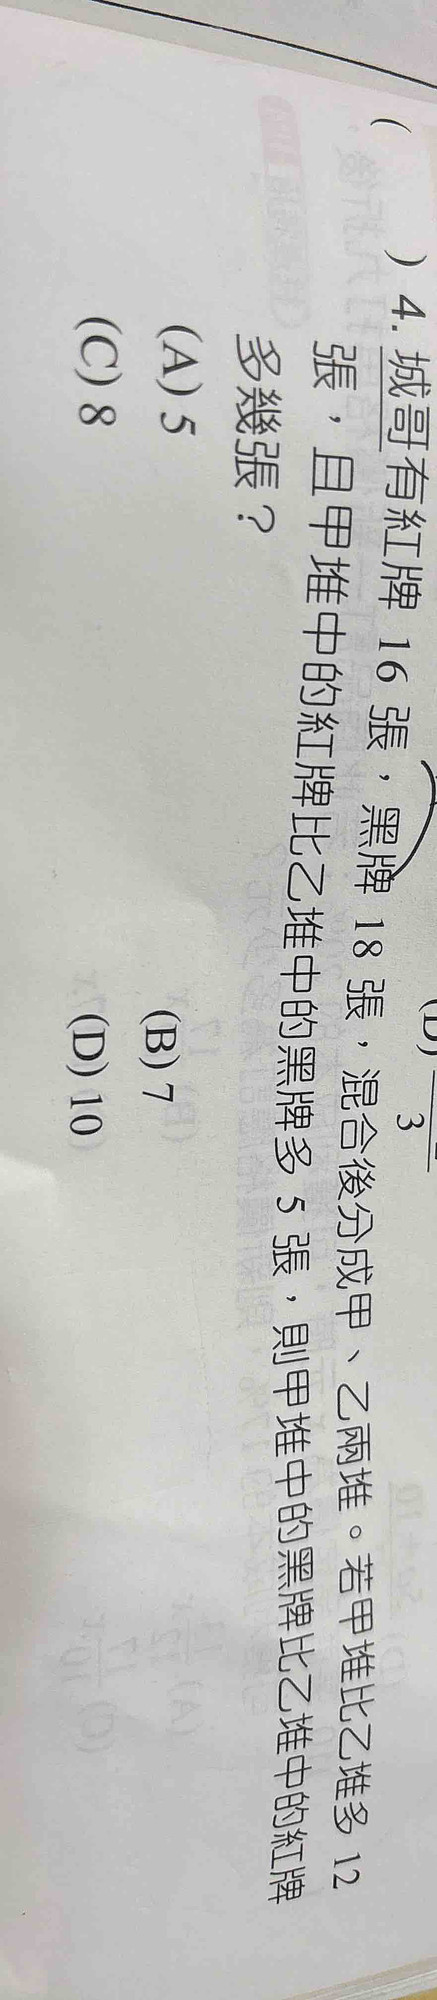 (D) 3
( ) 4. 城哥有紅牌 16 張，黑牌 18 張，混合後分成甲、乙兩堆。若甲堆比乙堆多 12
張，且甲堆中的紅牌比乙堆中的黑牌多 5 張，則甲堆中的黑牌比乙堆中的紅牌
多幾張？
(A) 5 (B) 7
(C) 8 (D) 10